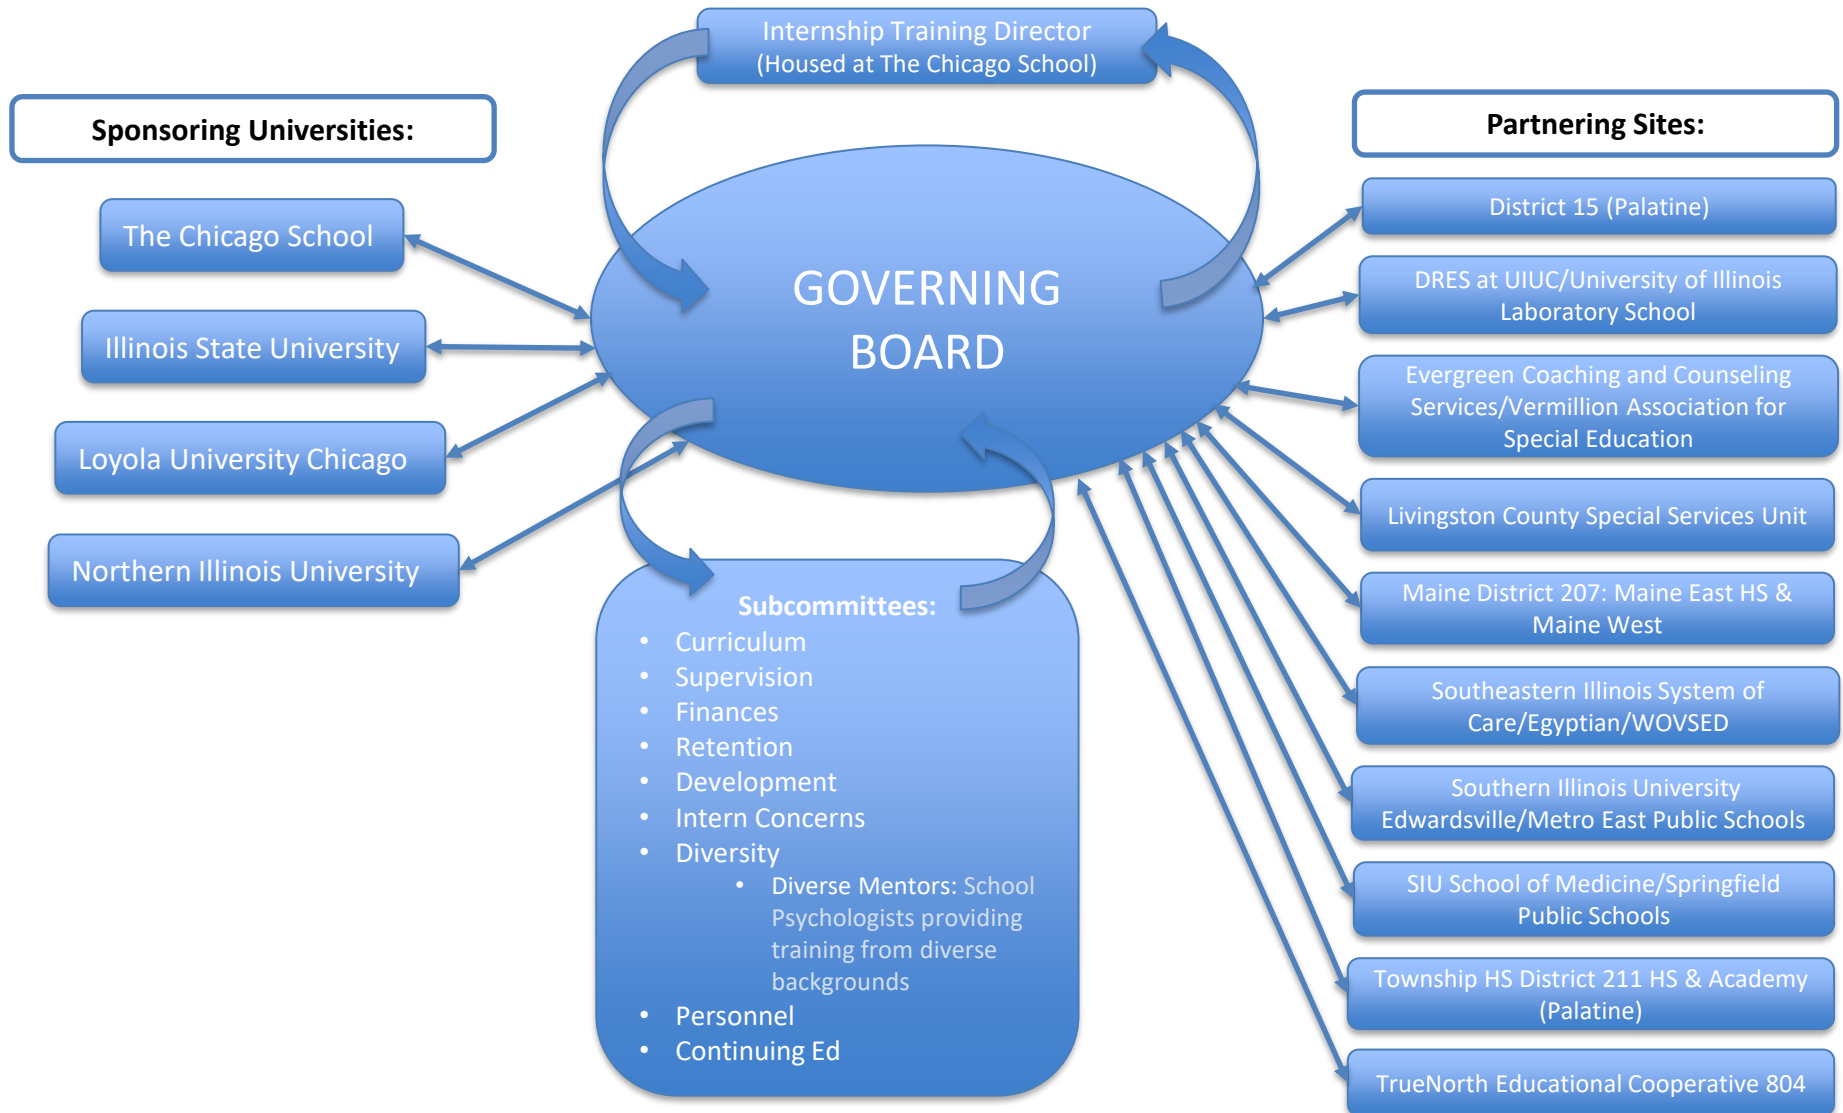 Internship Training Director
(Housed at The Chicago School)
Sponsoring Universities:
The Chicago School
Illinois State University
Loyola University Chicago
Northern Illinois University
GOVERNING
BOARD
Subcommittees:
• Curriculum
• Supervision
• Finances
• Retention
• Development
• Intern Concerns
• Diversity
• Diverse Mentors: School
Psychologists providing
training from diverse
backgrounds
• Personnel
• Continuing Ed
Partnering Sites:
District 15 (Palatine)
DRES at UIUC/University of Illinois
Laboratory School
Evergreen Coaching and Counseling
Services/Vermillion Association for
Special Education
Livingston County Special Services Unit
Maine District 207: Maine East HS &
Maine West
Southeastern Illinois System of
Care/Egyptian/WOVSED
Southern Illinois University
Edwardsville/Metro East Public Schools
SIU School of Medicine/Springfield
Public Schools
Township HS District 211 HS & Academy
(Palatine)
TrueNorth Educational Cooperative 804